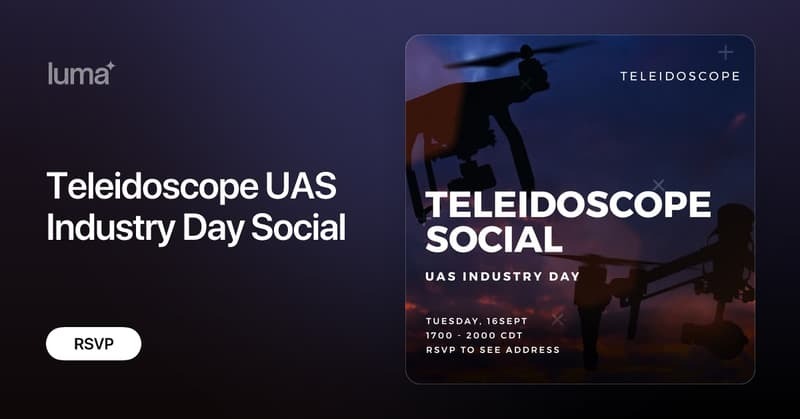 luma
Teleidoscope UAS
Industry Day Social
RSVP
TELEIDOSCOPE
TELEIDOSCOPE
SOCIAL
UAS INDUSTRY DAY
TUESDAY, 16SEPT
1700 - 2000 CDT
RSVP TO SEE ADDRESS